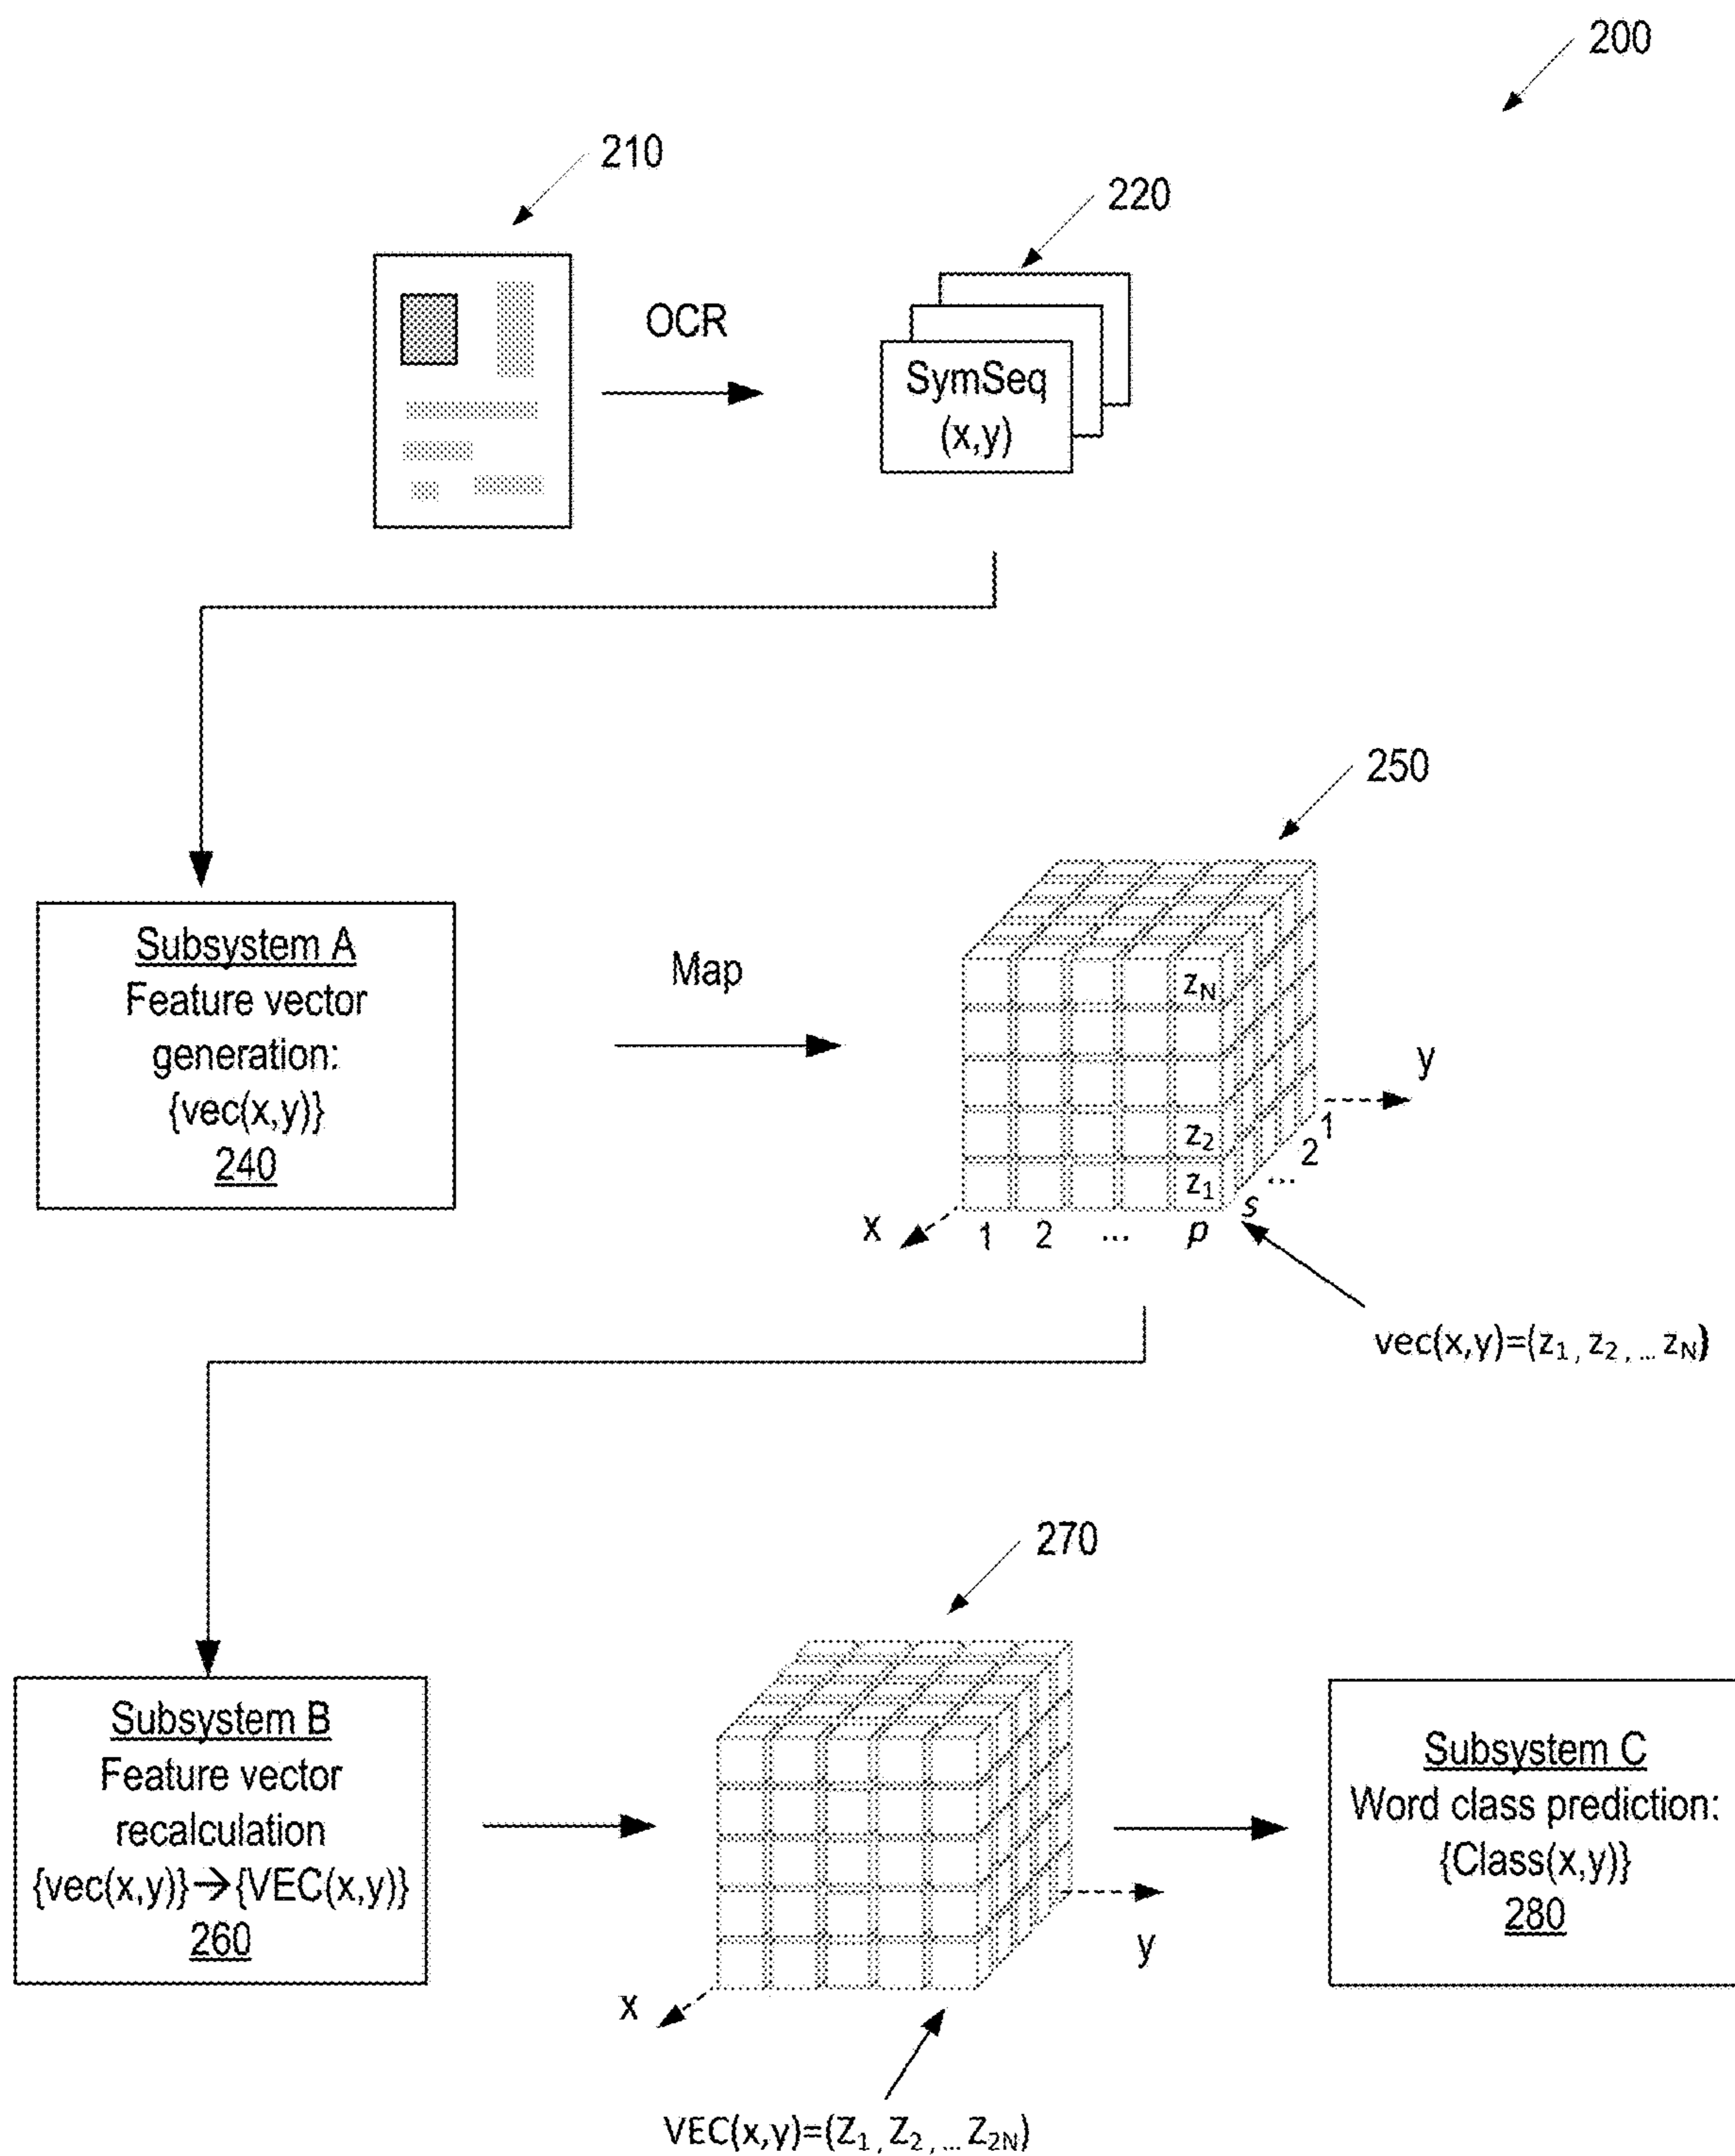 200
210
220
OCR
SymSeq
(x,y)
250
Subsystem A
Feature vector
generation:
{vec(x,y)}
240
Map
z_N
z_2
z_1
y
x
1 2 ... p
s ... 2 1
vec(x,y)=(z_1, z_2, ... z_N)
270
Subsystem B
Feature vector
recalculation
{vec(x,y)}→{VEC(x,y)}
260
Subsystem C
Word class prediction:
{Class(x,y)}
280
y
x
VEC(x,y)=(Z_1, Z_2, ... Z_2N)